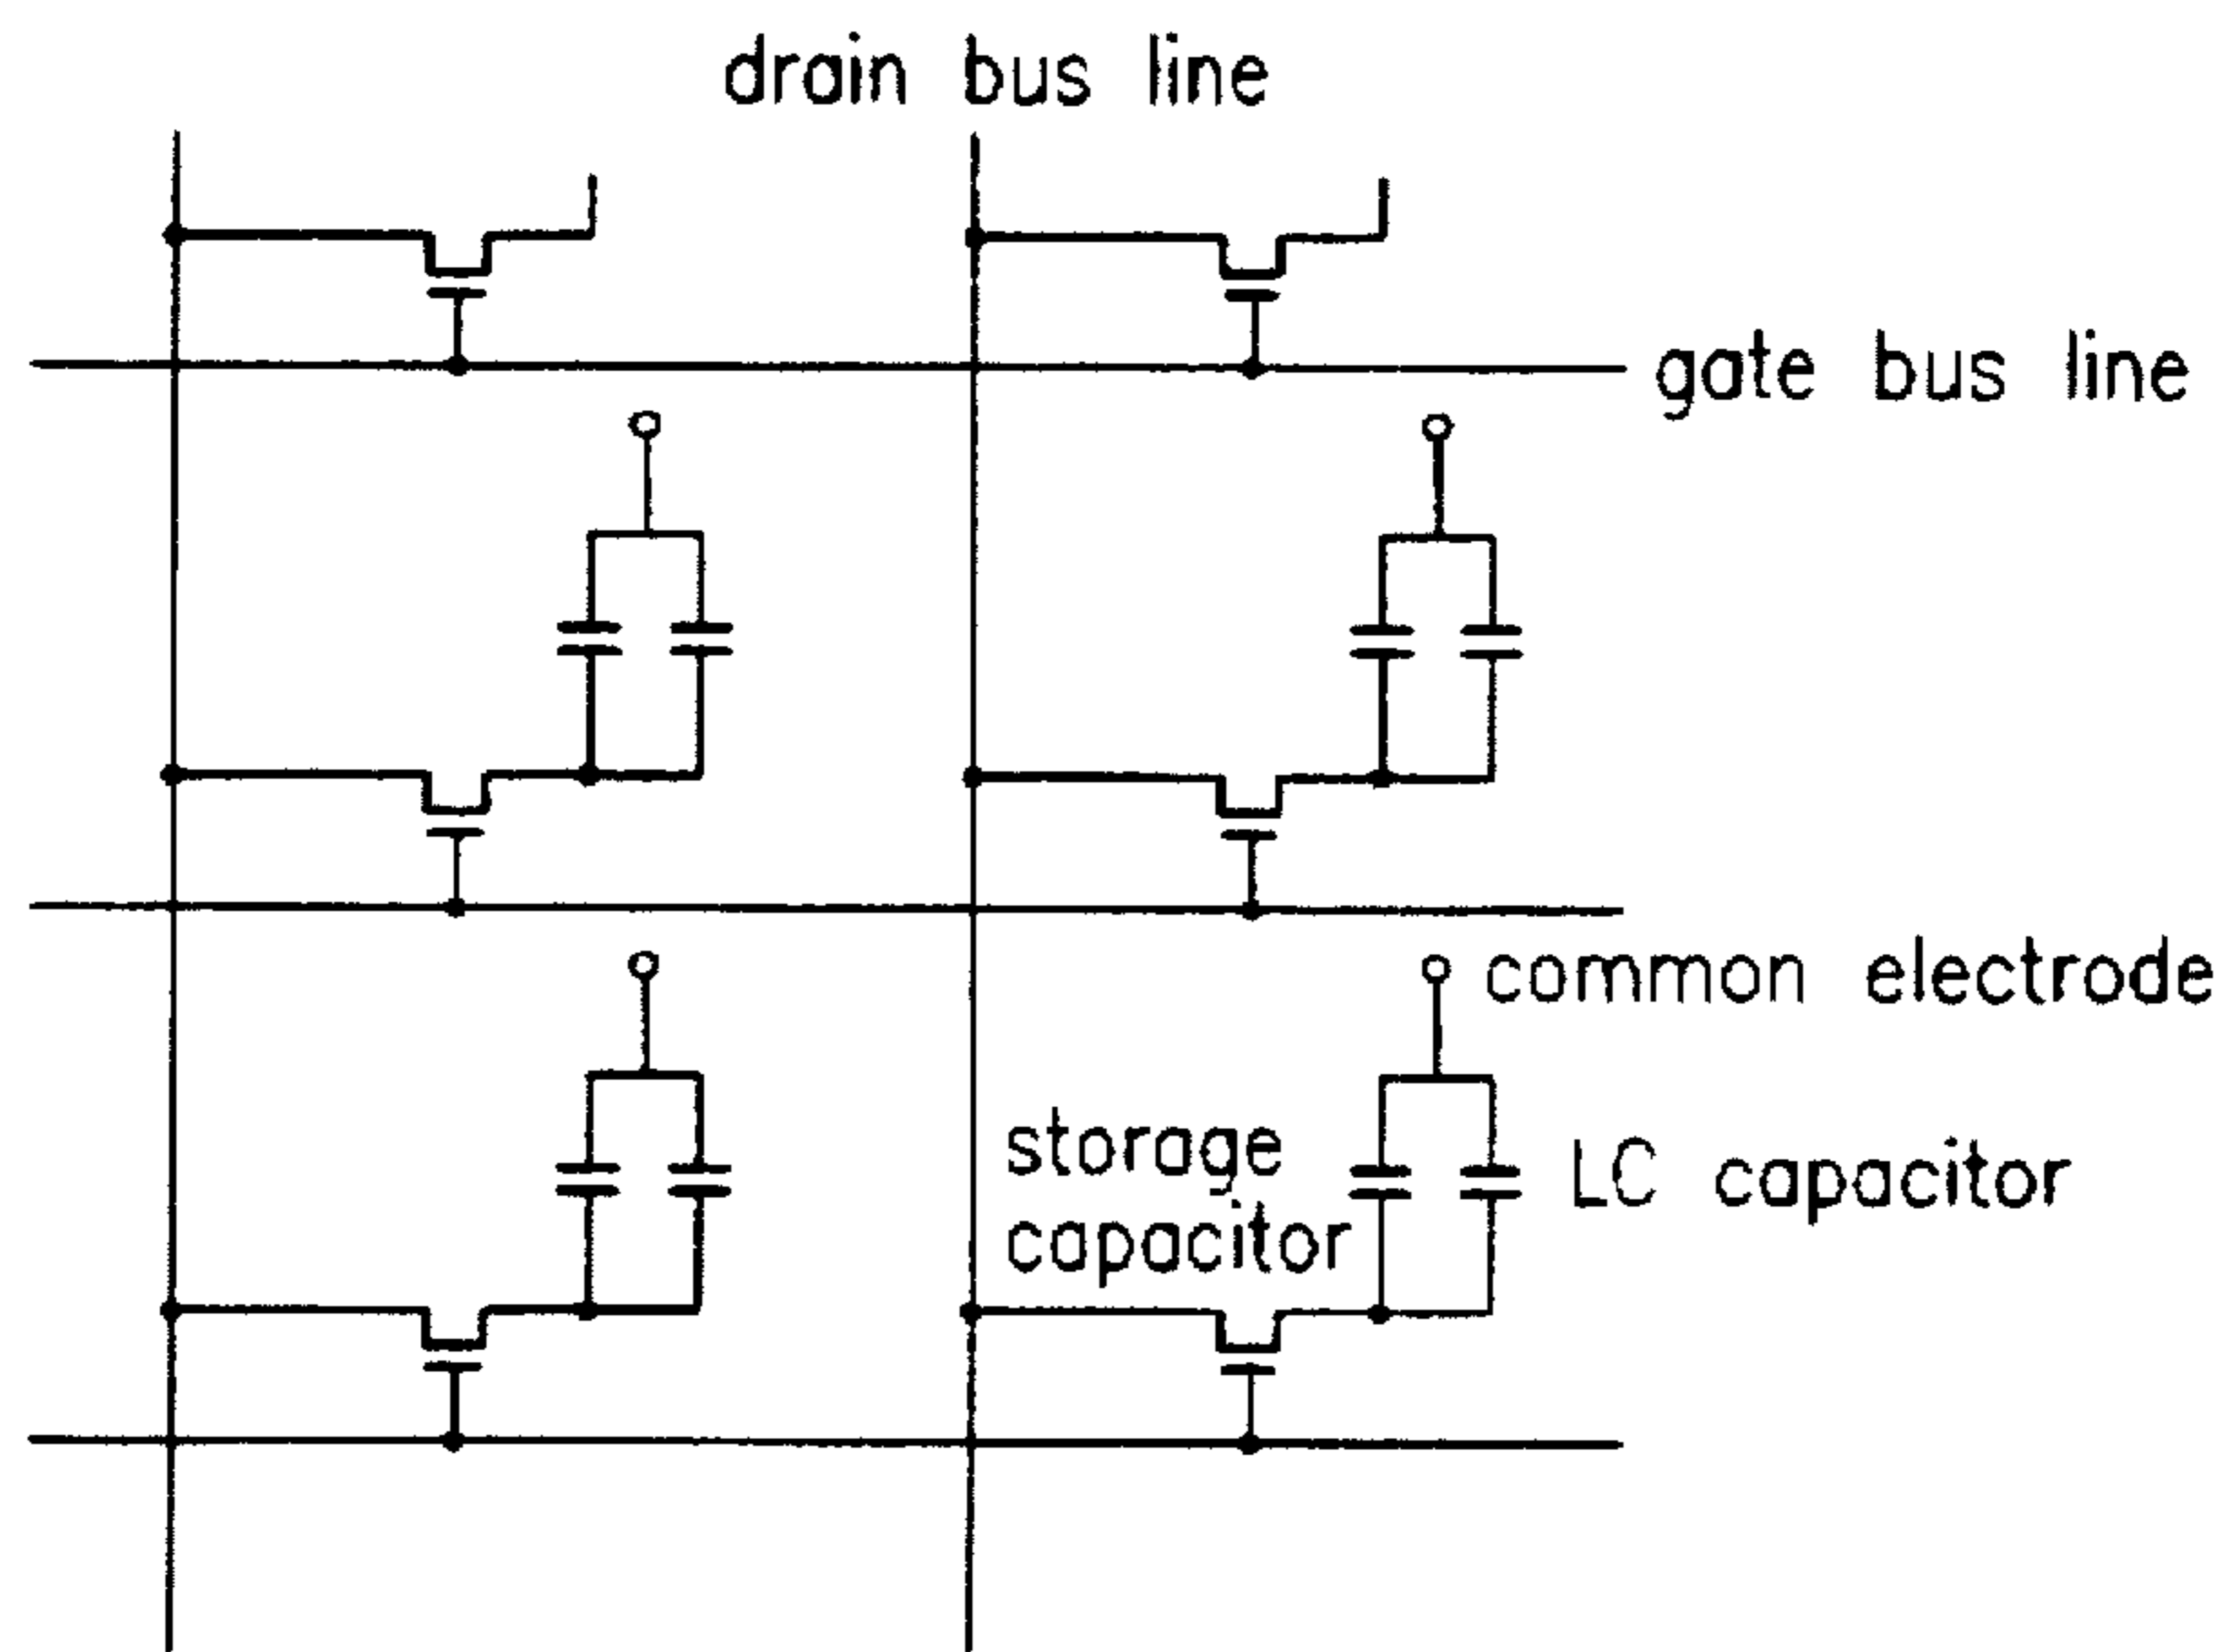 drain bus line
gate bus line
common electrode
storage
capacitor
LC capacitor